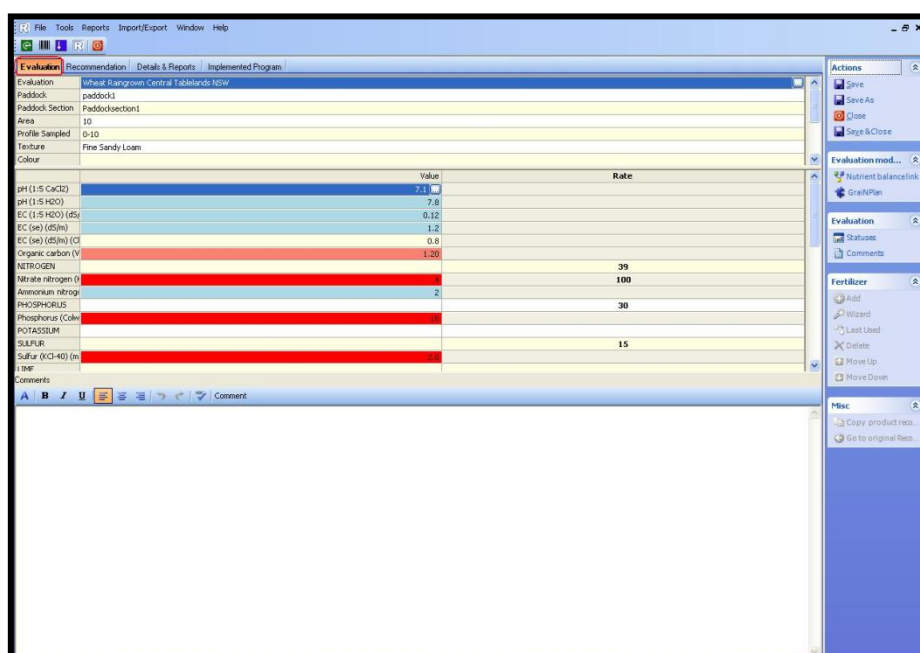 File Tools Reports Import/Export Window Help
Evaluation Recommendation Details & Reports Implemented Program
Evaluation Wheat Raingrown Central Tablelands NSW
Paddock paddock1
Paddock Section Paddocksection1
Area 10
Profile Sampled 0-10
Texture Fine Sandy Loam
Colour
Value Rate
pH (1:5 CaCl2) 7.1
pH (1:5 H2O) 7.8
EC (1:5 H2O) (dS/ 0.12
EC (se) (dS/m) 1.2
EC (se) (dS/m) (Cl 0.8
Organic carbon (W 1.20
NITROGEN 39
Nitrate nitrogen ( 100
Ammonium nitrog 2
PHOSPHORUS 30
Phosphorus (Colw
POTASSIUM
SULFUR 15
Sulfur (KCl-40) (m
LIME
Comments
A B I U Comment
Actions
Save
Save As
Close
Save & Close
Evaluation mod...
Nutrient balance link
GraiNPlan
Evaluation
Statuses
Comments
Fertilizer
Add
Wizard
Last Used
Delete
Move Up
Move Down
Misc
Copy product reco...
Go to original Reco...